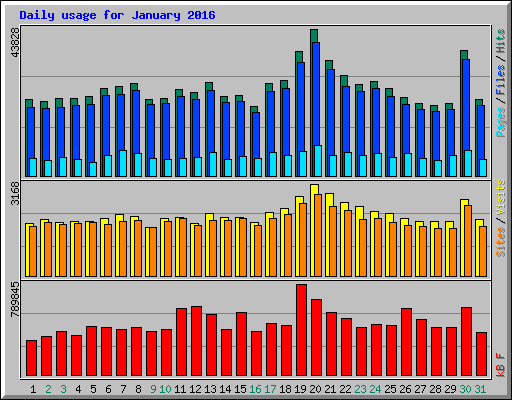 Daily usage for January 2016
43828
Pages / Files / Hits
3168
Sites / Visits
789845
kB F
1 2 3 4 5 6 7 8 9 10 11 12 13 14 15 16 17 18 19 20 21 22 23 24 25 26 27 28 29 30 31